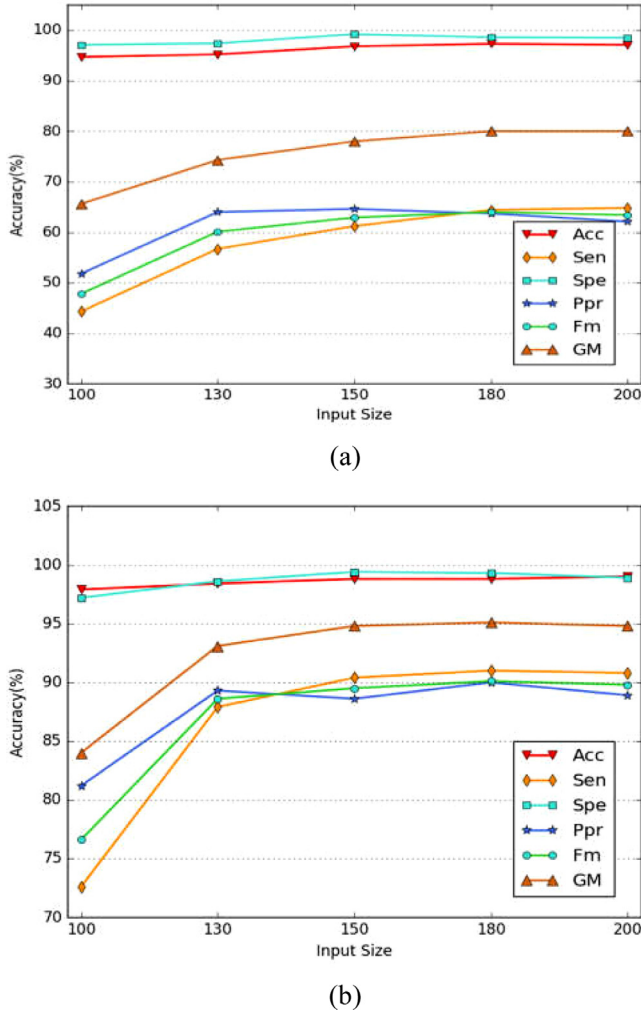 100
90
80
70
60
50
40
30
Accuracy(%)
Acc
Sen
Spe
Ppr
Fm
GM
100 130 150 180 200
Input Size
(a)
105
100
95
90
85
80
75
70
Accuracy(%)
Acc
Sen
Spe
Ppr
Fm
GM
100 130 150 180 200
Input Size
(b)